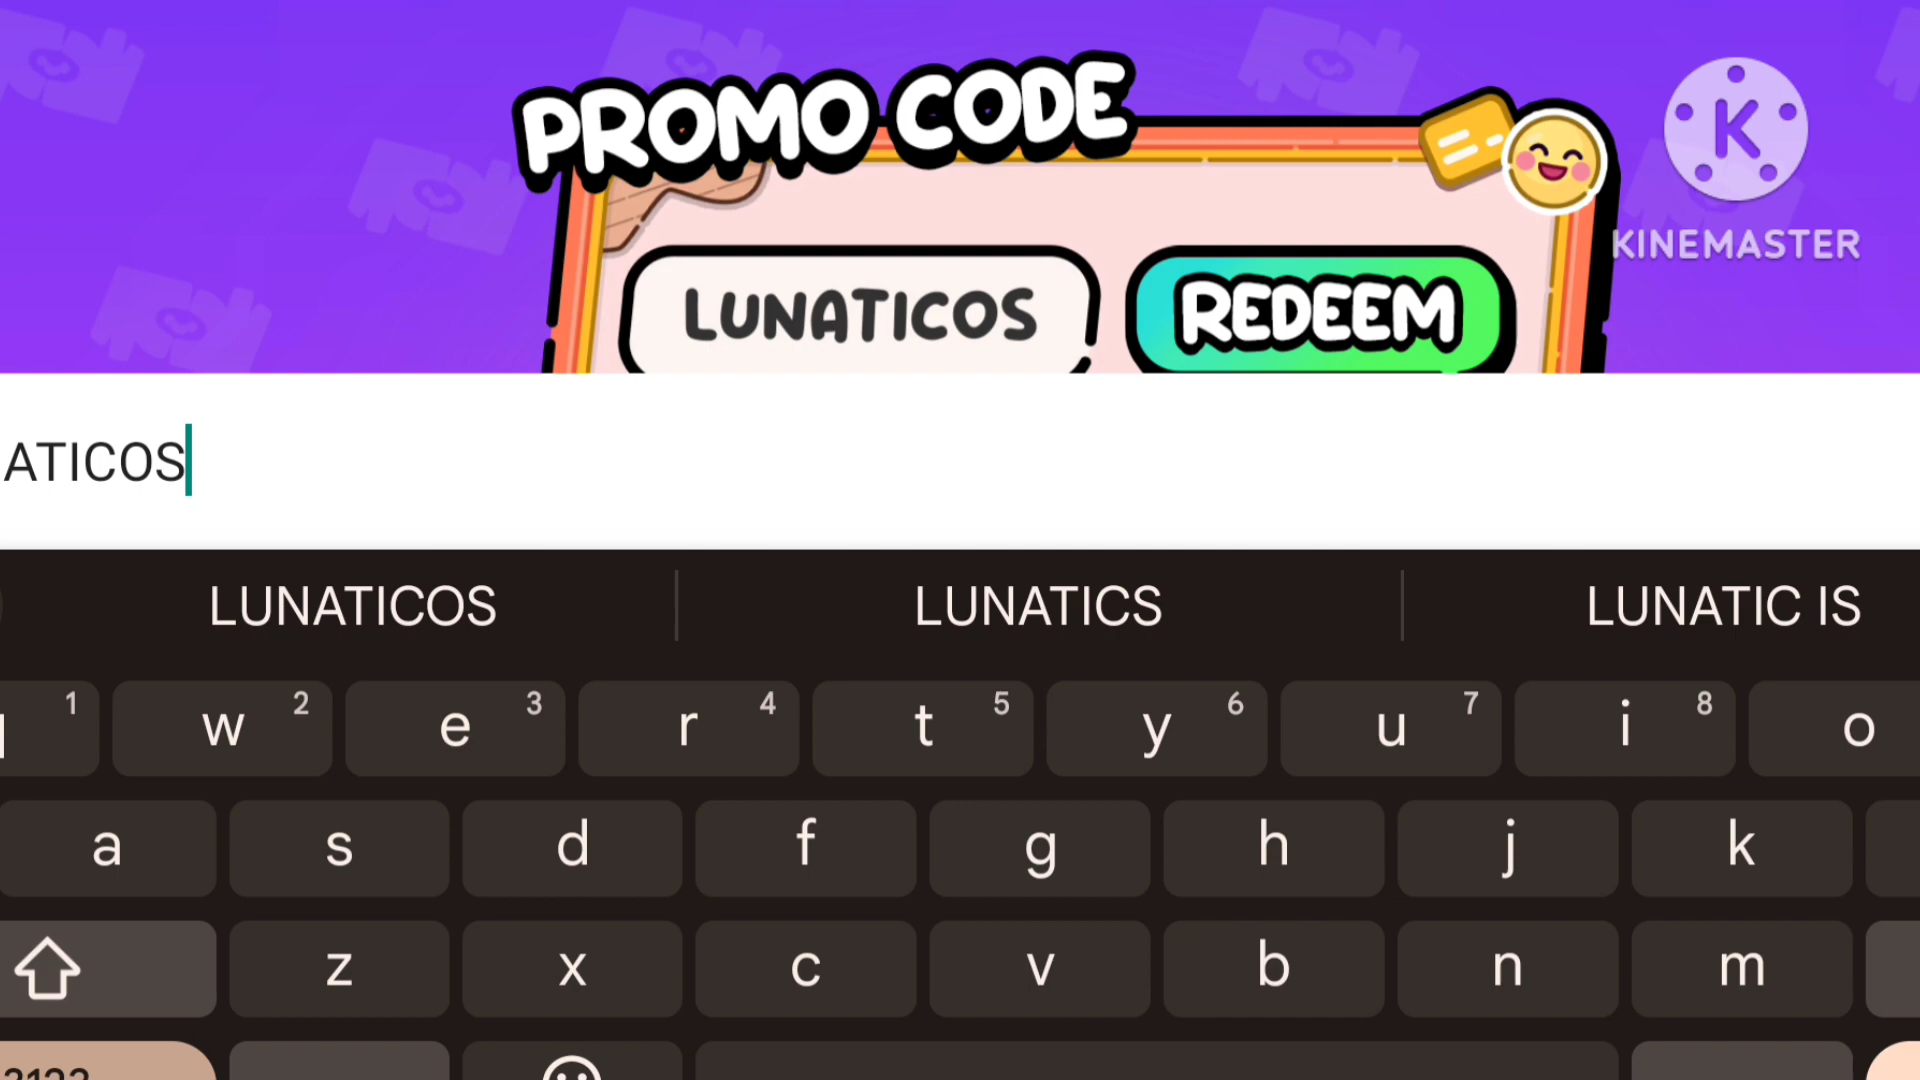 PROMO CODE
K
KINEMASTER
LUNATICOS
REDEEM
ATICOS
LUNATICOS
LUNATICS
LUNATIC IS
1 w 2 e 3 r 4 t 5 y 6 u 7 i 8 o
a s d f g h j k
z x c v b n m